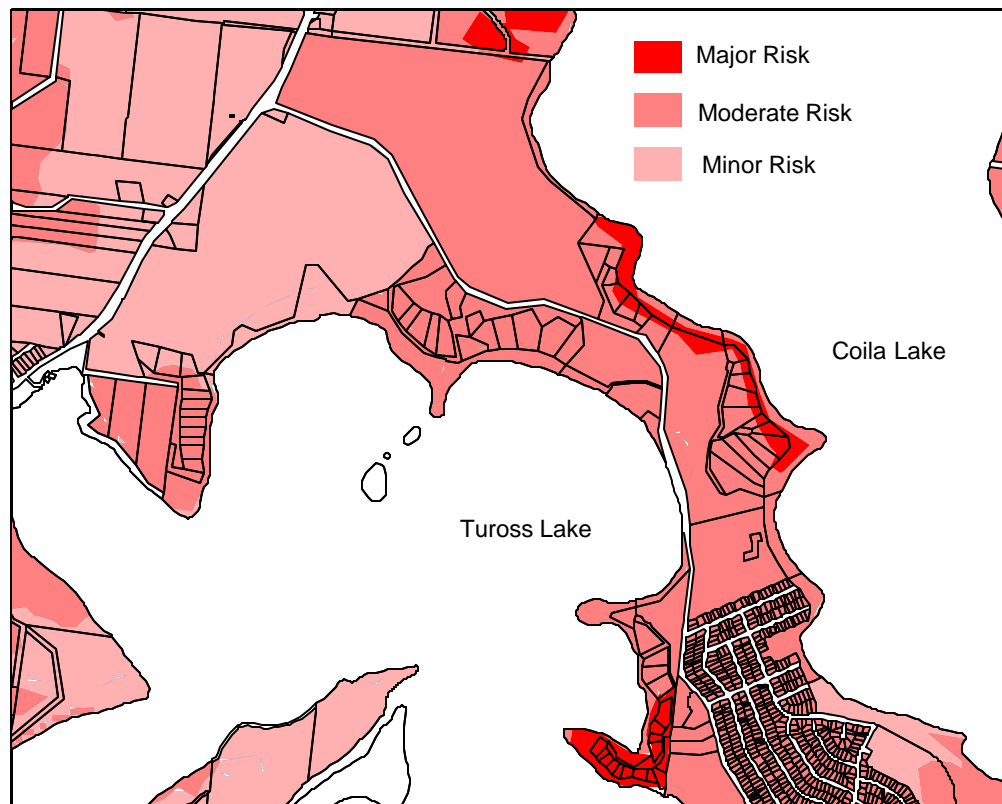 Major Risk
Moderate Risk
Minor Risk
Coila Lake
Tuross Lake